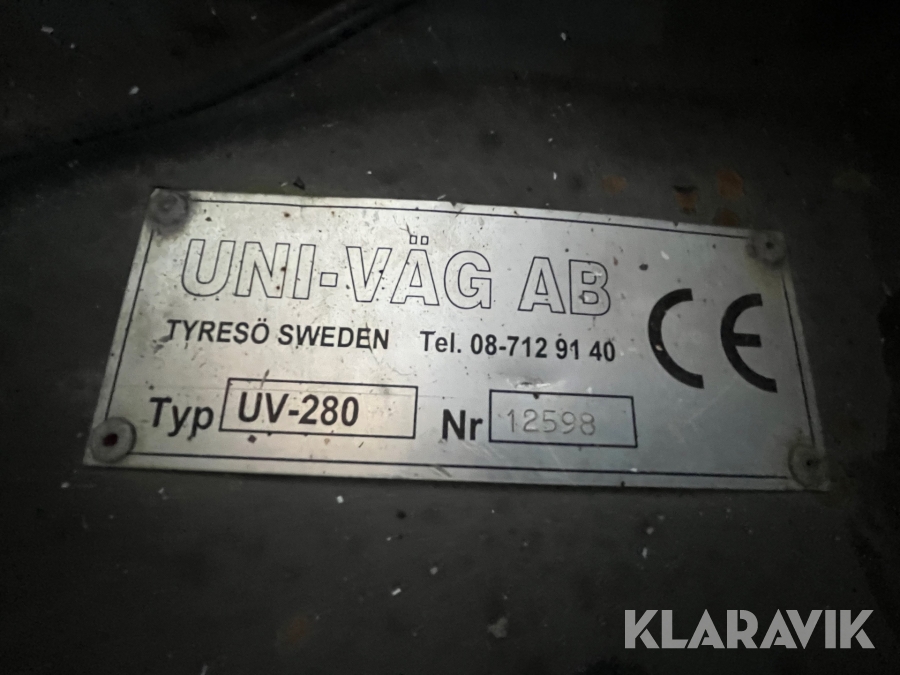 UNI-VÄG AB
TYRESÖ SWEDEN Tel. 08-712 91 40
CE
Typ UV-280 Nr 12598
KLARAVIK